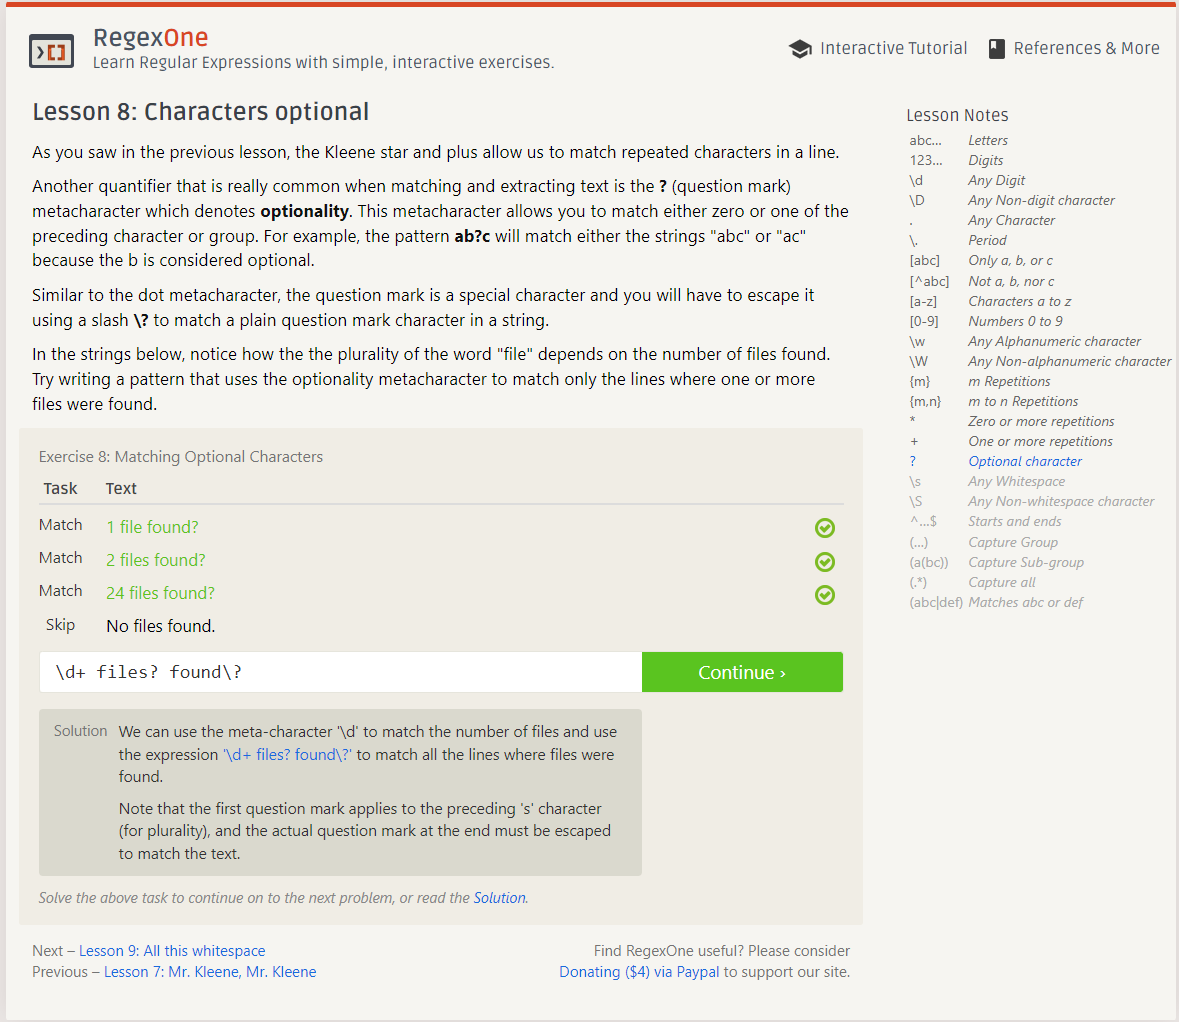 RegexOne
Learn Regular Expressions with simple, interactive exercises.
Interactive Tutorial
References & More
Lesson 8: Characters optional
As you saw in the previous lesson, the Kleene star and plus allow us to match repeated characters in a line.
Another quantifier that is really common when matching and extracting text is the ? (question mark)
metacharacter which denotes optionality. This metacharacter allows you to match either zero or one of the
preceding character or group. For example, the pattern ab?c will match either the strings "abc" or "ac"
because the b is considered optional.
Similar to the dot metacharacter, the question mark is a special character and you will have to escape it
using a slash \? to match a plain question mark character in a string.
In the strings below, notice how the the plurality of the word "file" depends on the number of files found.
Try writing a pattern that uses the optionality metacharacter to match only the lines where one or more
files were found.
Exercise 8: Matching Optional Characters
Task Text
Match 1 file found?
Match 2 files found?
Match 24 files found?
Skip No files found.
\d+ files? found\?
Continue ›
Solution We can use the meta-character '\d' to match the number of files and use
the expression '\d+ files? found\?' to match all the lines where files were
found.
Note that the first question mark applies to the preceding 's' character
(for plurality), and the actual question mark at the end must be escaped
to match the text.
Solve the above task to continue on to the next problem, or read the Solution.
Next – Lesson 9: All this whitespace
Previous – Lesson 7: Mr. Kleene, Mr. Kleene
Find RegexOne useful? Please consider
Donating ($4) via Paypal to support our site.
Lesson Notes
abc... Letters
123... Digits
\d Any Digit
\D Any Non-digit character
. Any Character
\. Period
[abc] Only a, b, or c
[^abc] Not a, b, nor c
[a-z] Characters a to z
[0-9] Numbers 0 to 9
\w Any Alphanumeric character
\W Any Non-alphanumeric character
{m} m Repetitions
{m,n} m to n Repetitions
* Zero or more repetitions
+ One or more repetitions
? Optional character
\s Any Whitespace
\S Any Non-whitespace character
^...$ Starts and ends
(...) Capture Group
(a(bc)) Capture Sub-group
(.*) Capture all
(abc|def) Matches abc or def